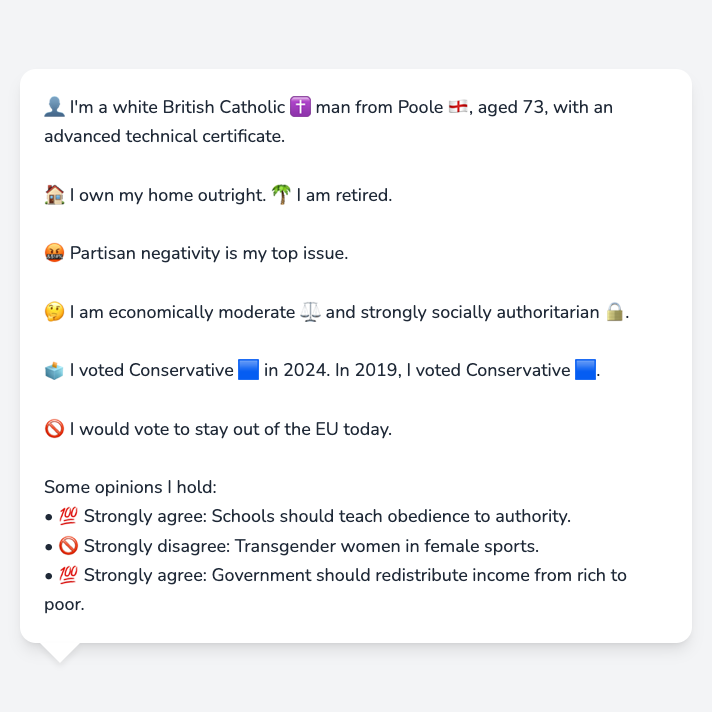 👤 I'm a white British Catholic ✝️ man from Poole 🏴󠁧󠁢󠁥󠁮󠁧󠁿, aged 73, with an
advanced technical certificate.
🏠 I own my home outright. 🌴 I am retired.
🤬 Partisan negativity is my top issue.
🤔 I am economically moderate ⚖️ and strongly socially authoritarian 🔒.
🗳️ I voted Conservative 🟦 in 2024. In 2019, I voted Conservative 🟦.
🚫 I would vote to stay out of the EU today.
Some opinions I hold:
• 💯 Strongly agree: Schools should teach obedience to authority.
• 🚫 Strongly disagree: Transgender women in female sports.
• 💯 Strongly agree: Government should redistribute income from rich to
poor.